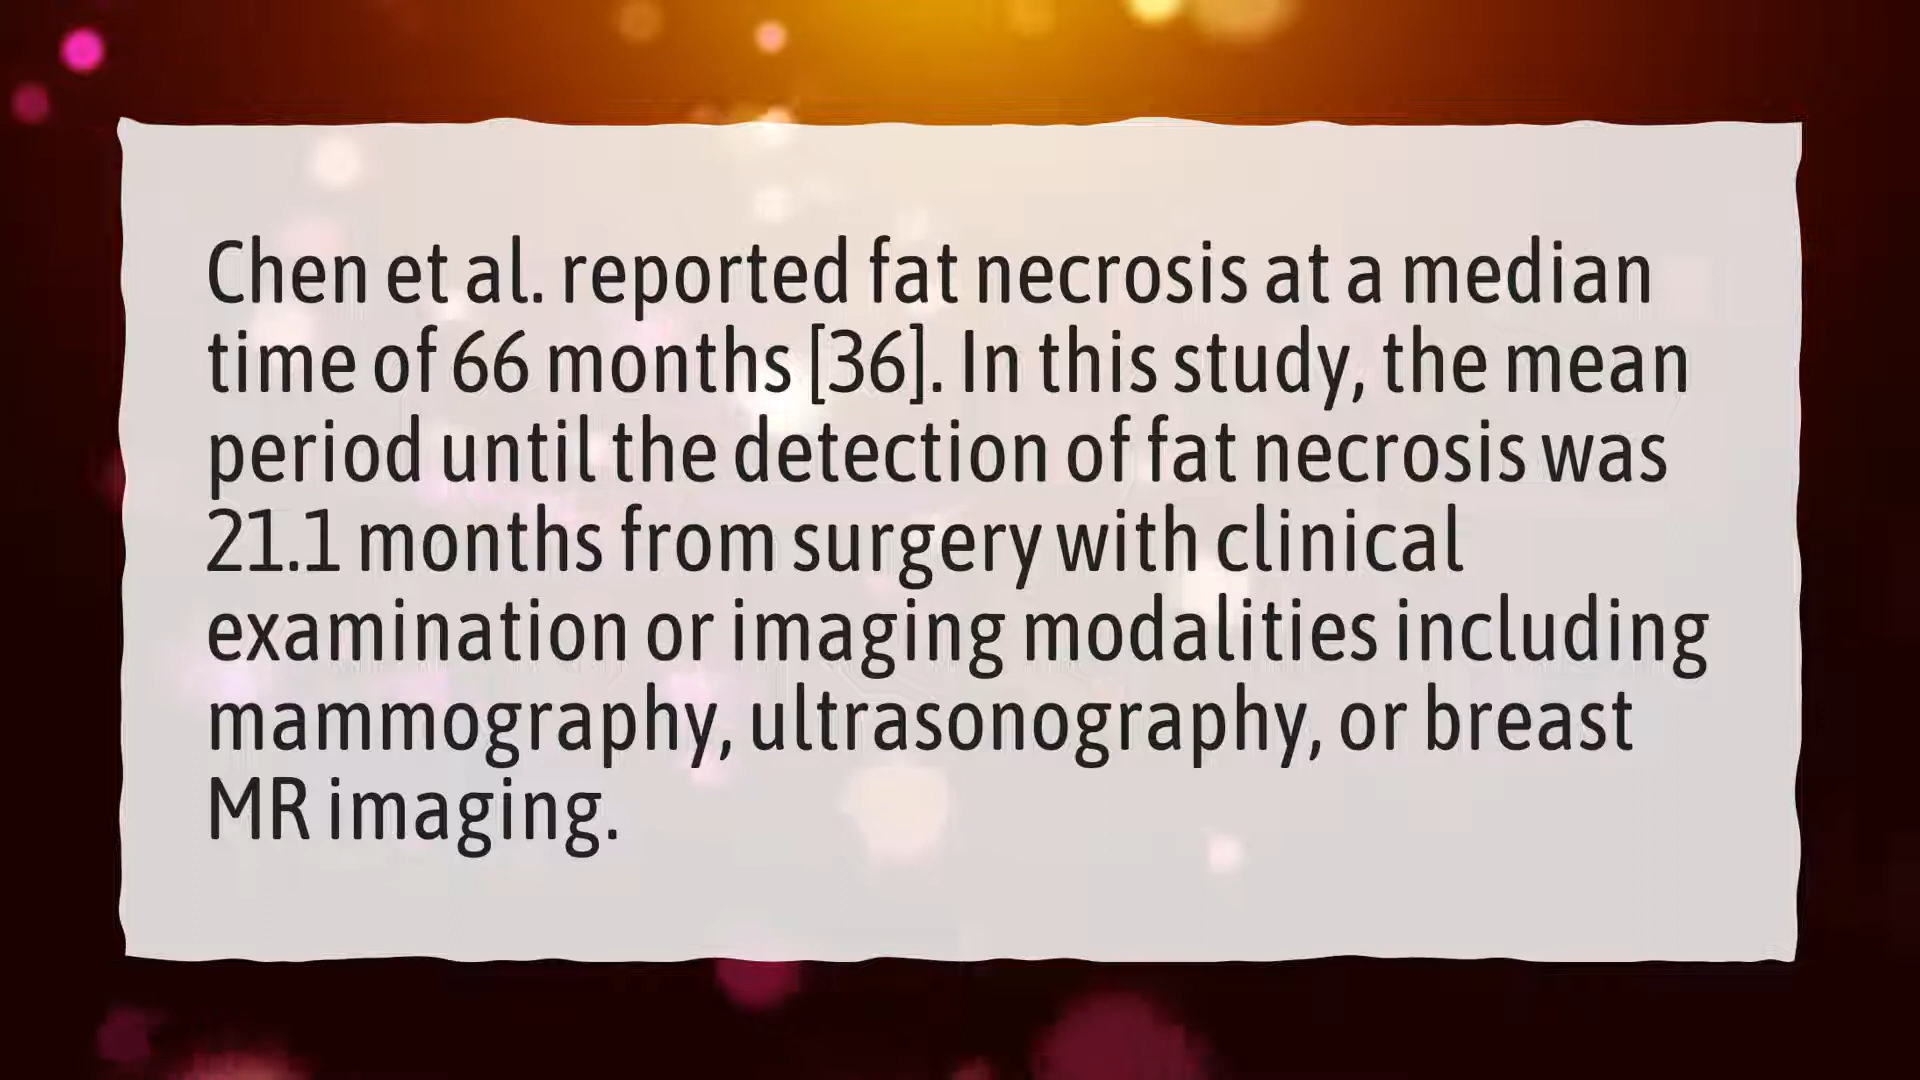 Chen et al. reported fat necrosis at a median
time of 66 months [36]. In this study, the mean
period until the detection of fat necrosis was
21.1 months from surgery with clinical
examination or imaging modalities including
mammography, ultrasonography, or breast
MR imaging.